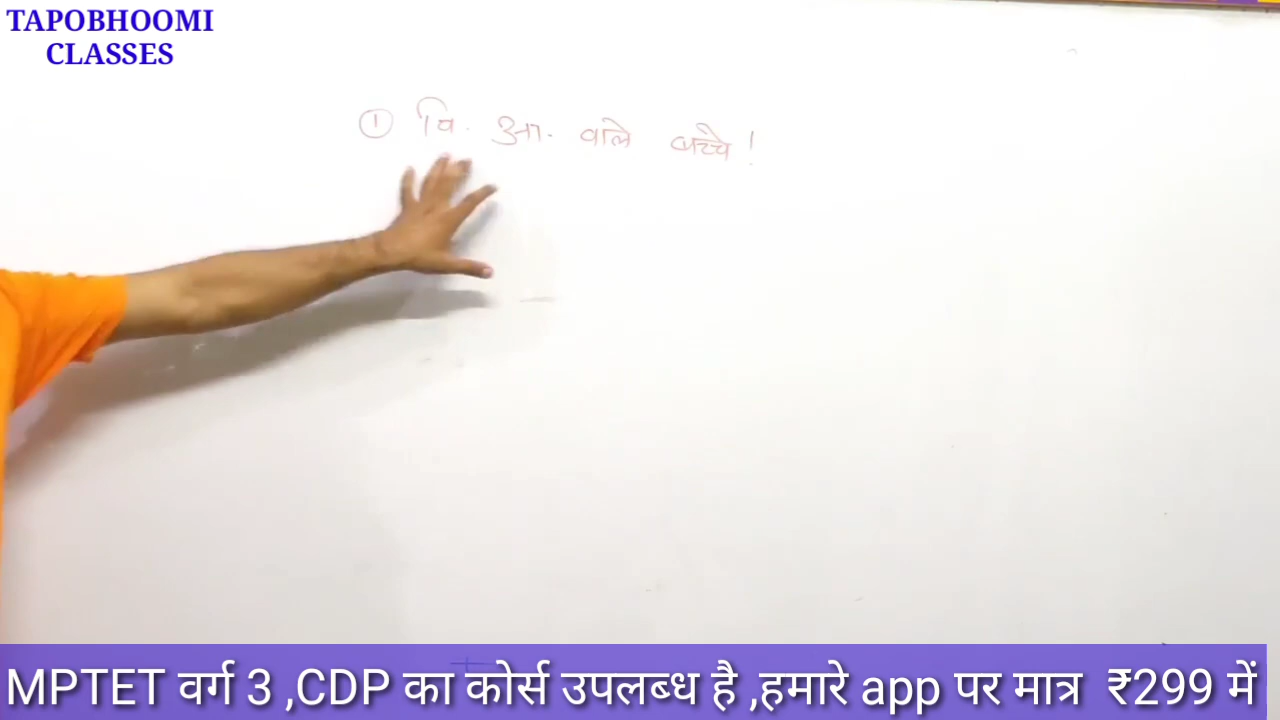 TAPOBHOOMI
CLASSES
① वि. आ. वाले बच्चे !
MPTET वर्ग 3 ,CDP का कोर्स उपलब्ध है ,हमारे app पर मात्र ₹299 में